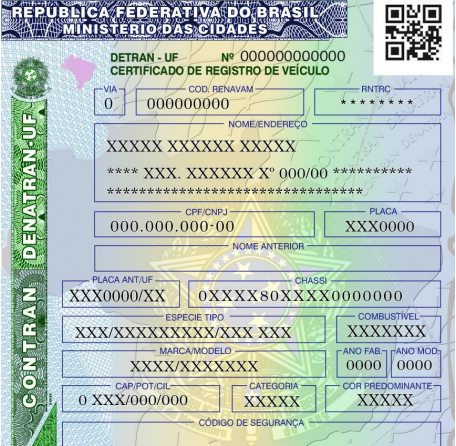 REPÚBLICA FEDERATIVA DO BRASIL
MINISTÉRIO DAS CIDADES
DETRAN - UF Nº 000000000000
CERTIFICADO DE REGISTRO DE VEÍCULO
VIA COD. RENAVAM RNTRC
0 000000000 ********
NOME/ENDEREÇO
XXXXX XXXXXX XXXXX
**** XXX. XXXXXX Xº 000/00 **********
*********************************
CPF/CNPJ PLACA
000.000.000-00 XXX0000
NOME ANTERIOR
PLACA ANT/UF CHASSI
XXX0000/XX 0XXXX80XXXX0000000
ESPECIE TIPO COMBUSTÍVEL
XXX/XXXXXXXXX/XXX XXX XXXXXXX
MARCA/MODELO ANO FAB. ANO MOD.
XXXX/XXXXXXX 0000 0000
CAP/POT/CIL CATEGORIA COR PREDOMINANTE
0 XXX/000/000 XXXXX XXXXX
CÓDIGO DE SEGURANÇA
CONTRAN DENATRAN-UF